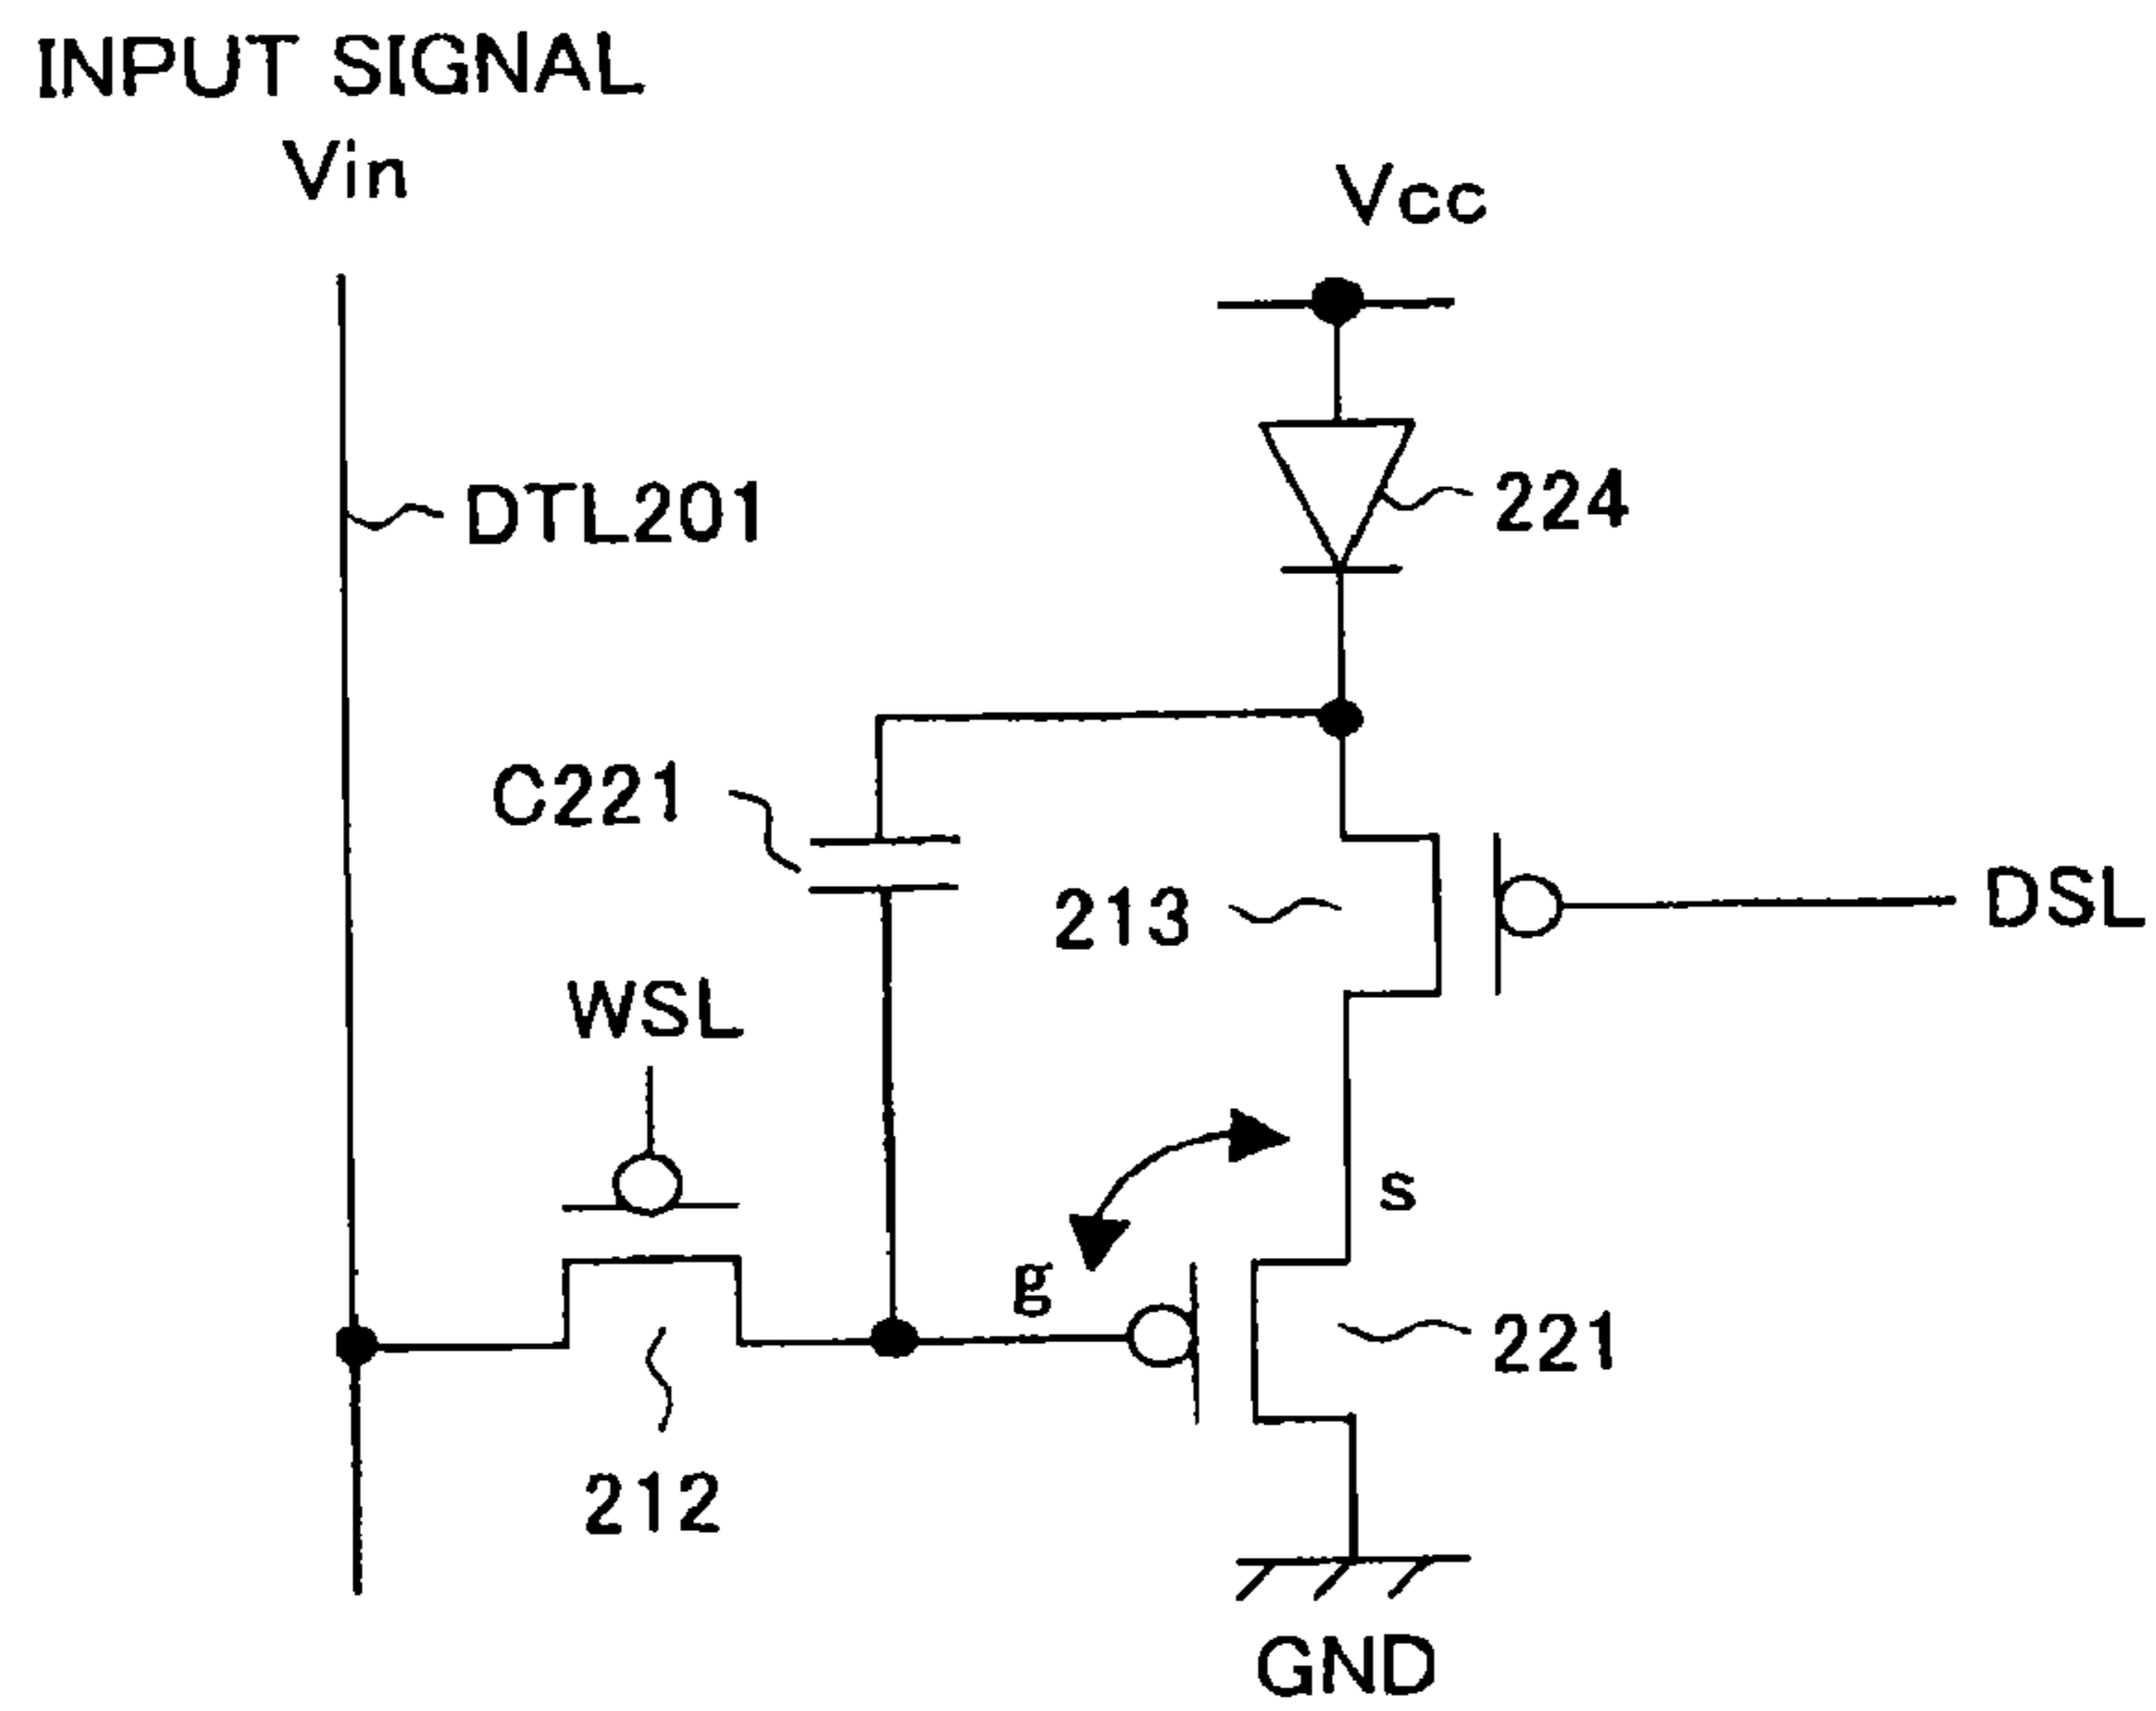 INPUT SIGNAL
Vin
Vcc
DTL201
224
C221
213
DSL
WSL
s
g
221
212
GND